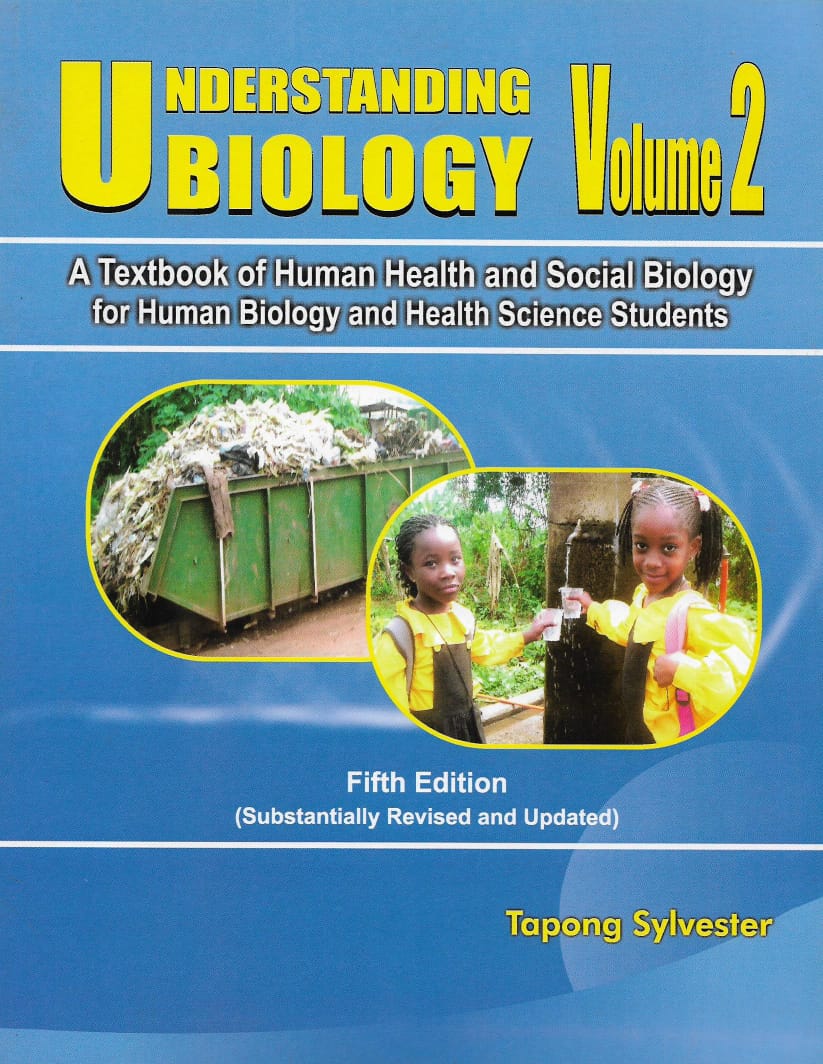 UNDERSTANDING
BIOLOGY Volume 2
A Textbook of Human Health and Social Biology
for Human Biology and Health Science Students
Fifth Edition
(Substantially Revised and Updated)
Tapong Sylvester